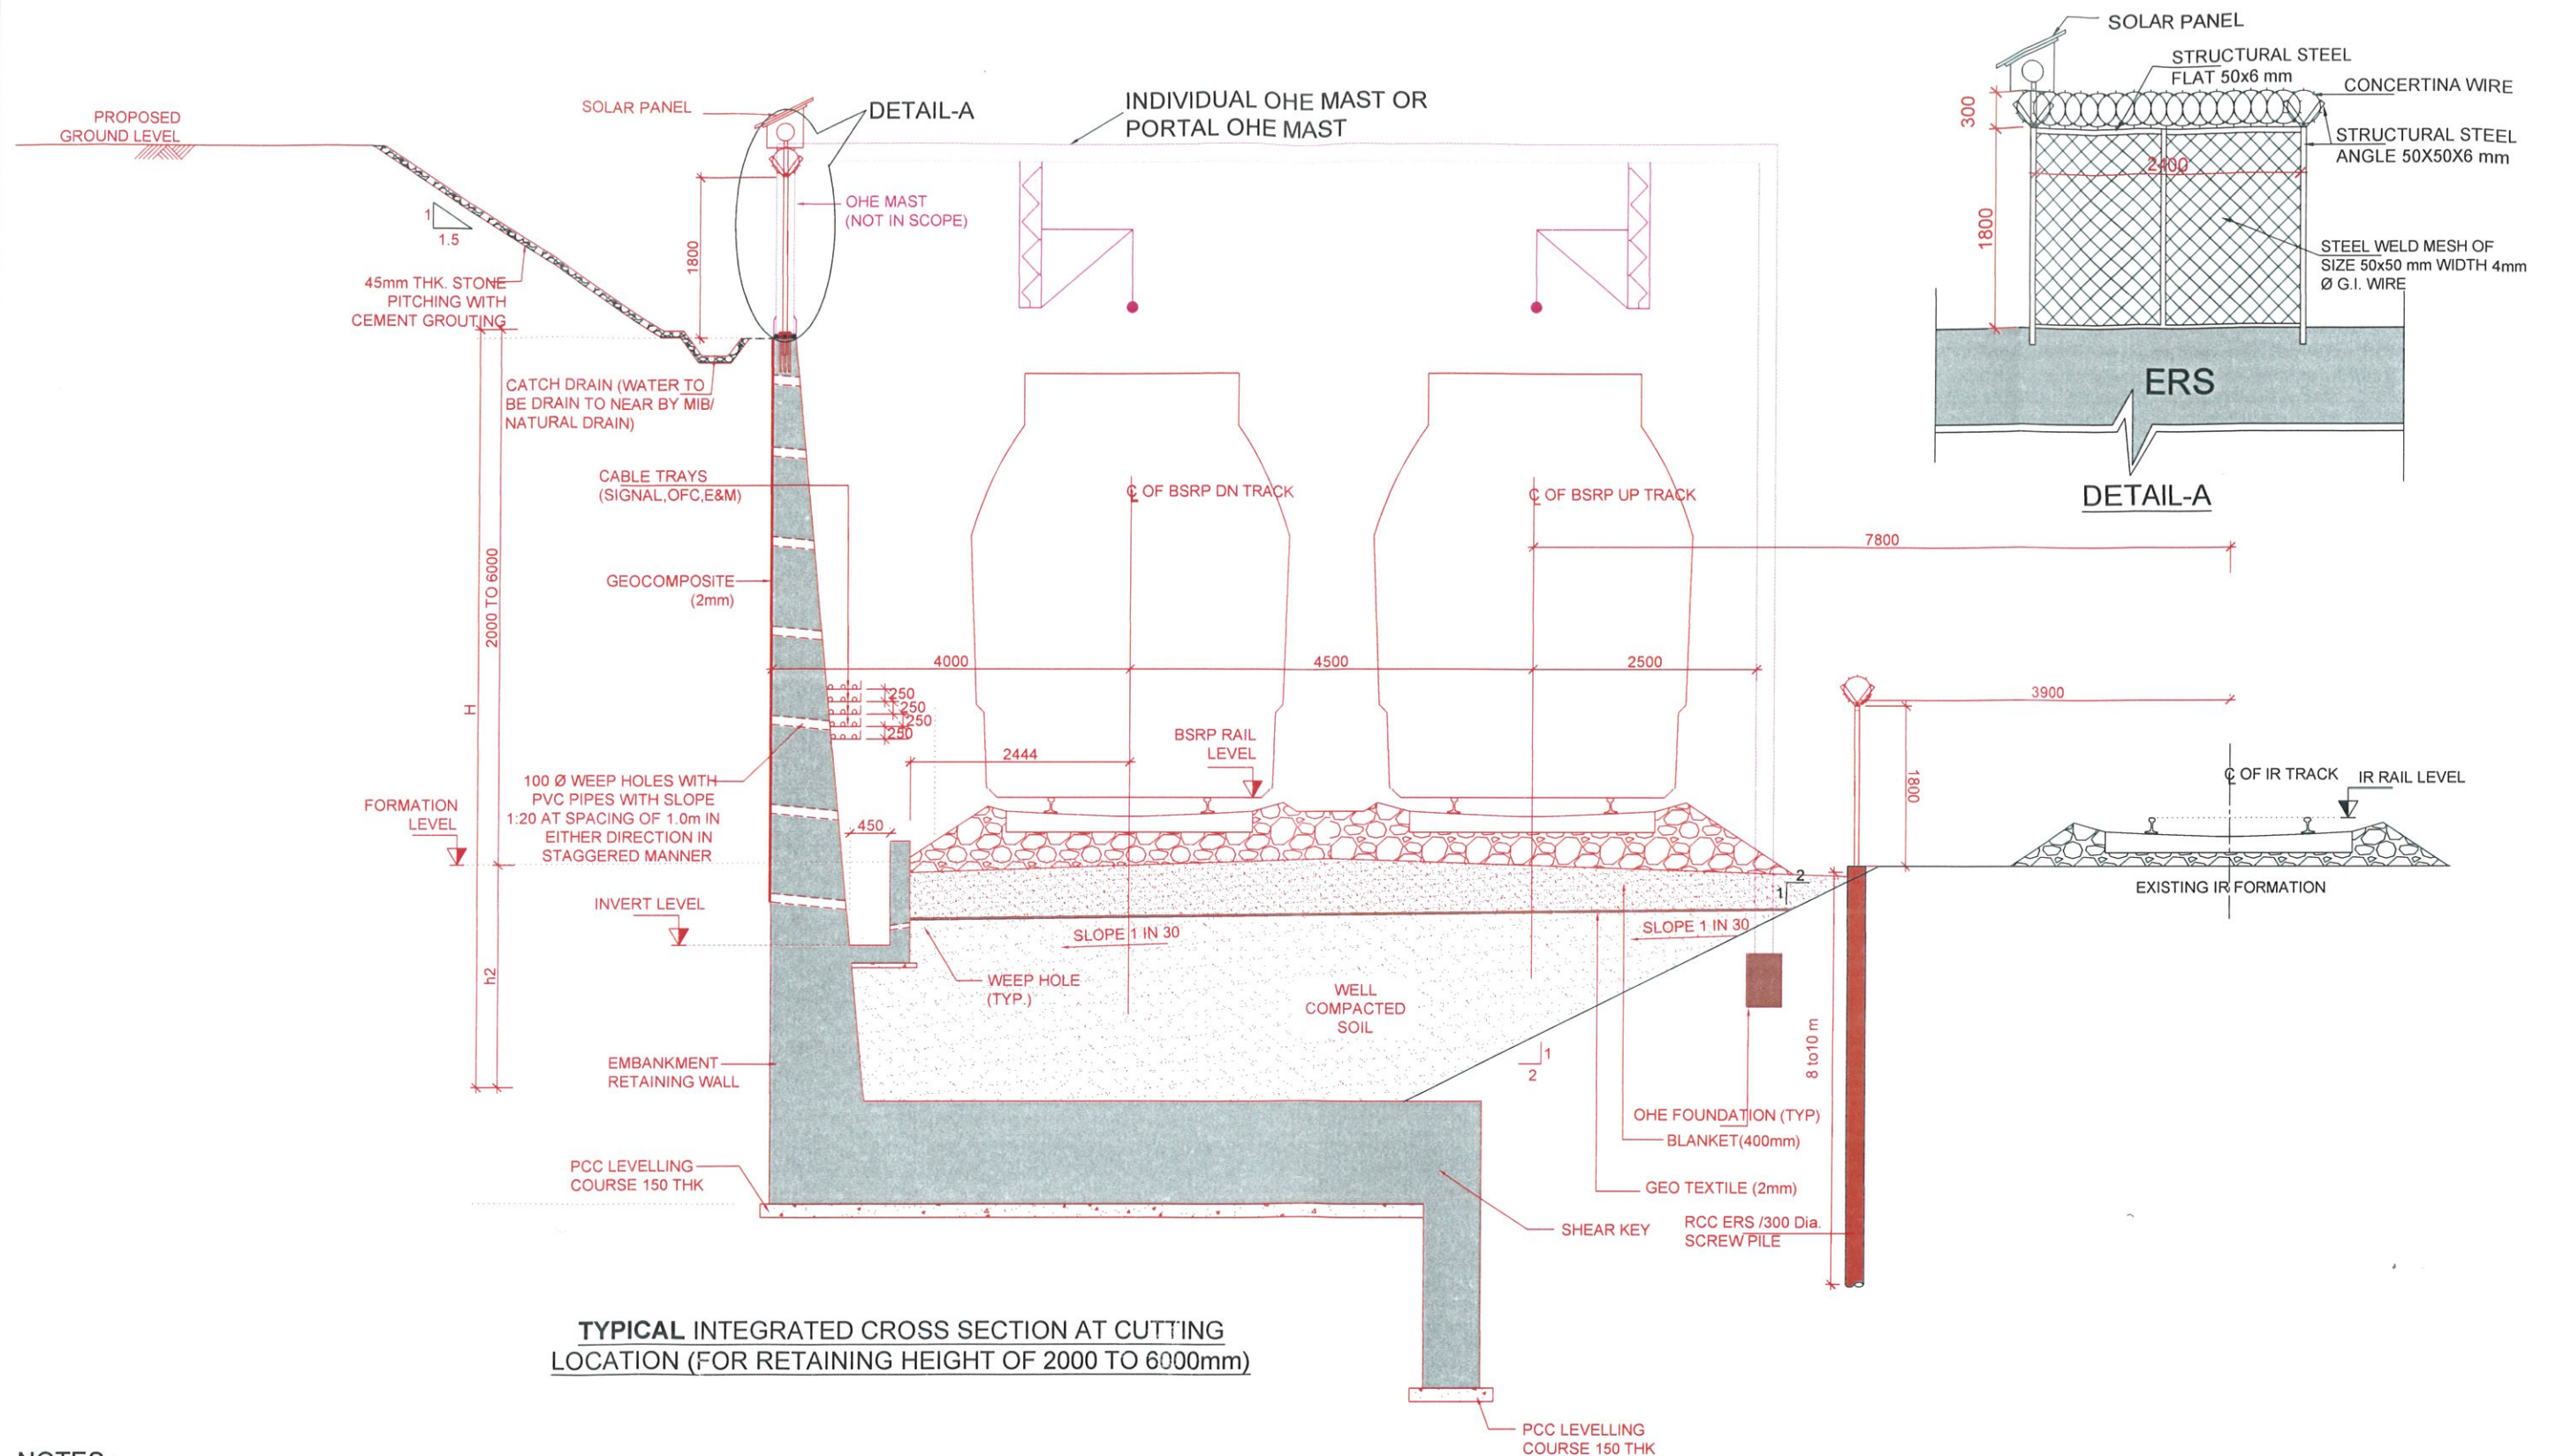 SOLAR PANEL
STRUCTURAL STEEL
FLAT 50x6 mm
CONCERTINA WIRE
300
STRUCTURAL STEEL
ANGLE 50X50X6 mm
2400
1800
STEEL WELD MESH OF
SIZE 50x50 mm WIDTH 4mm
Ø G.I. WIRE
ERS
DETAIL-A
PROPOSED
GROUND LEVEL
SOLAR PANEL
DETAIL-A
INDIVIDUAL OHE MAST OR
PORTAL OHE MAST
1
1.5
1800
OHE MAST
(NOT IN SCOPE)
45mm THK. STONE
PITCHING WITH
CEMENT GROUTING
CATCH DRAIN (WATER TO
BE DRAIN TO NEAR BY MIB/
NATURAL DRAIN)
CABLE TRAYS
(SIGNAL,OFC,E&M)
℄ OF BSRP DN TRACK
℄ OF BSRP UP TRACK
7800
2000 TO 6000
GEOCOMPOSITE
(2mm)
4000
4500
2500
H
250
250
250
250
3900
BSRP RAIL
LEVEL
2444
100 Ø WEEP HOLES WITH
PVC PIPES WITH SLOPE
1:20 AT SPACING OF 1.0m IN
EITHER DIRECTION IN
STAGGERED MANNER
FORMATION
LEVEL
450
1800
℄ OF IR TRACK
IR RAIL LEVEL
2
1
EXISTING IR FORMATION
INVERT LEVEL
SLOPE 1 IN 30
SLOPE 1 IN 30
h2
WEEP HOLE
(TYP.)
WELL
COMPACTED
SOIL
1
2
8 to10 m
EMBANKMENT
RETAINING WALL
OHE FOUNDATION (TYP)
BLANKET(400mm)
PCC LEVELLING
COURSE 150 THK
GEO TEXTILE (2mm)
SHEAR KEY
RCC ERS /300 Dia.
SCREW PILE
TYPICAL INTEGRATED CROSS SECTION AT CUTTING
LOCATION (FOR RETAINING HEIGHT OF 2000 TO 6000mm)
PCC LEVELLING
COURSE 150 THK